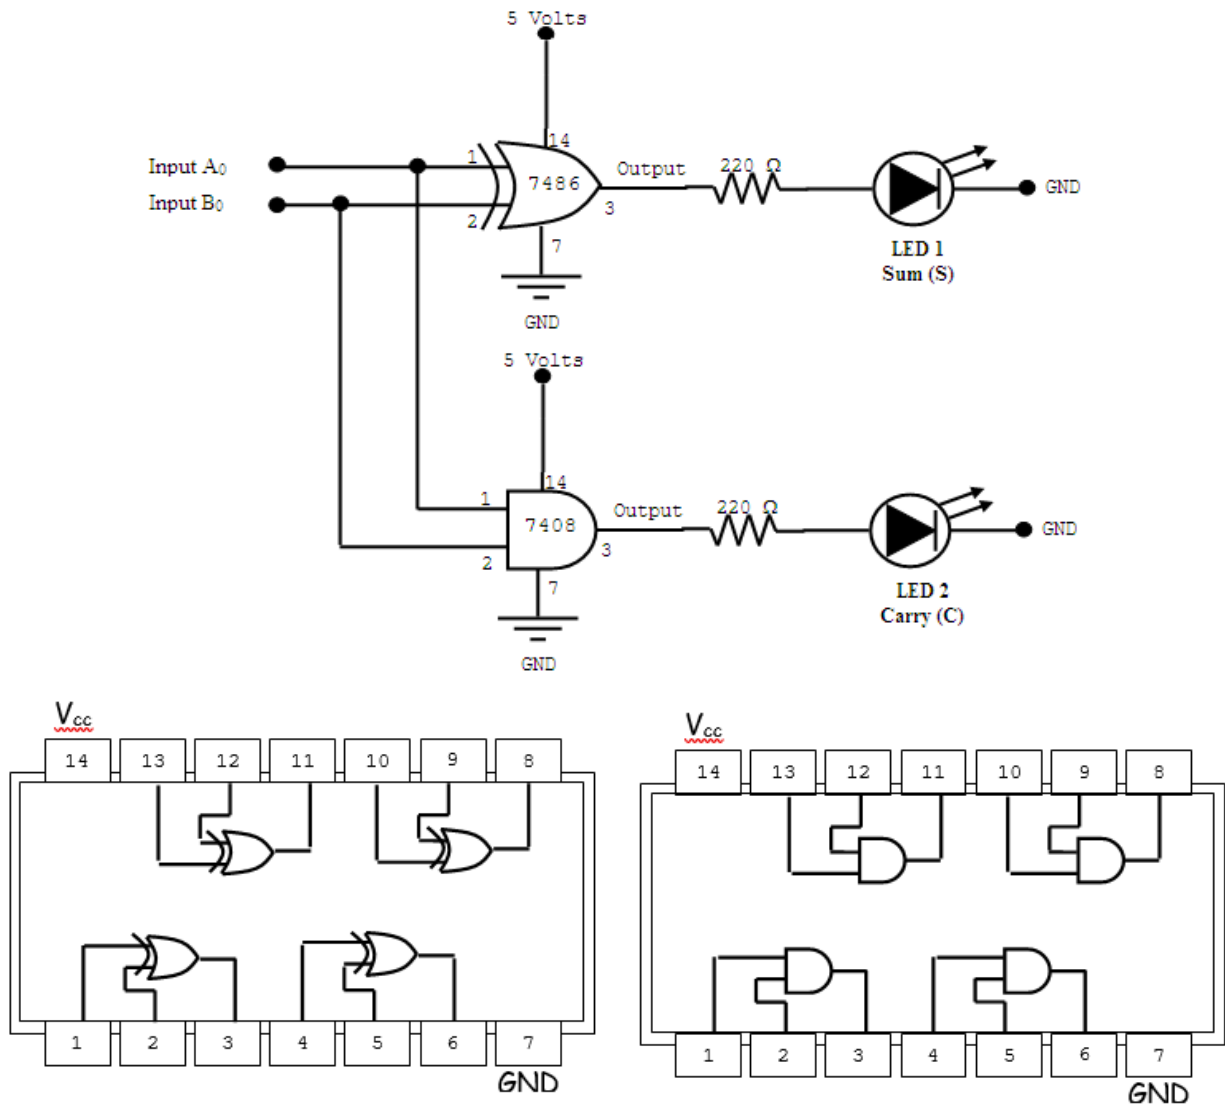 5 Volts
14
Input A0
1
7486
Output
220 Ω
GND
Input B0
2
3
7
LED 1
Sum (S)
GND
5 Volts
14
1
7408
Output
220 Ω
GND
2
3
7
LED 2
Carry (C)
GND
Vcc
14 13 12 11 10 9 8
1 2 3 4 5 6 7
GND
Vcc
14 13 12 11 10 9 8
1 2 3 4 5 6 7
GND